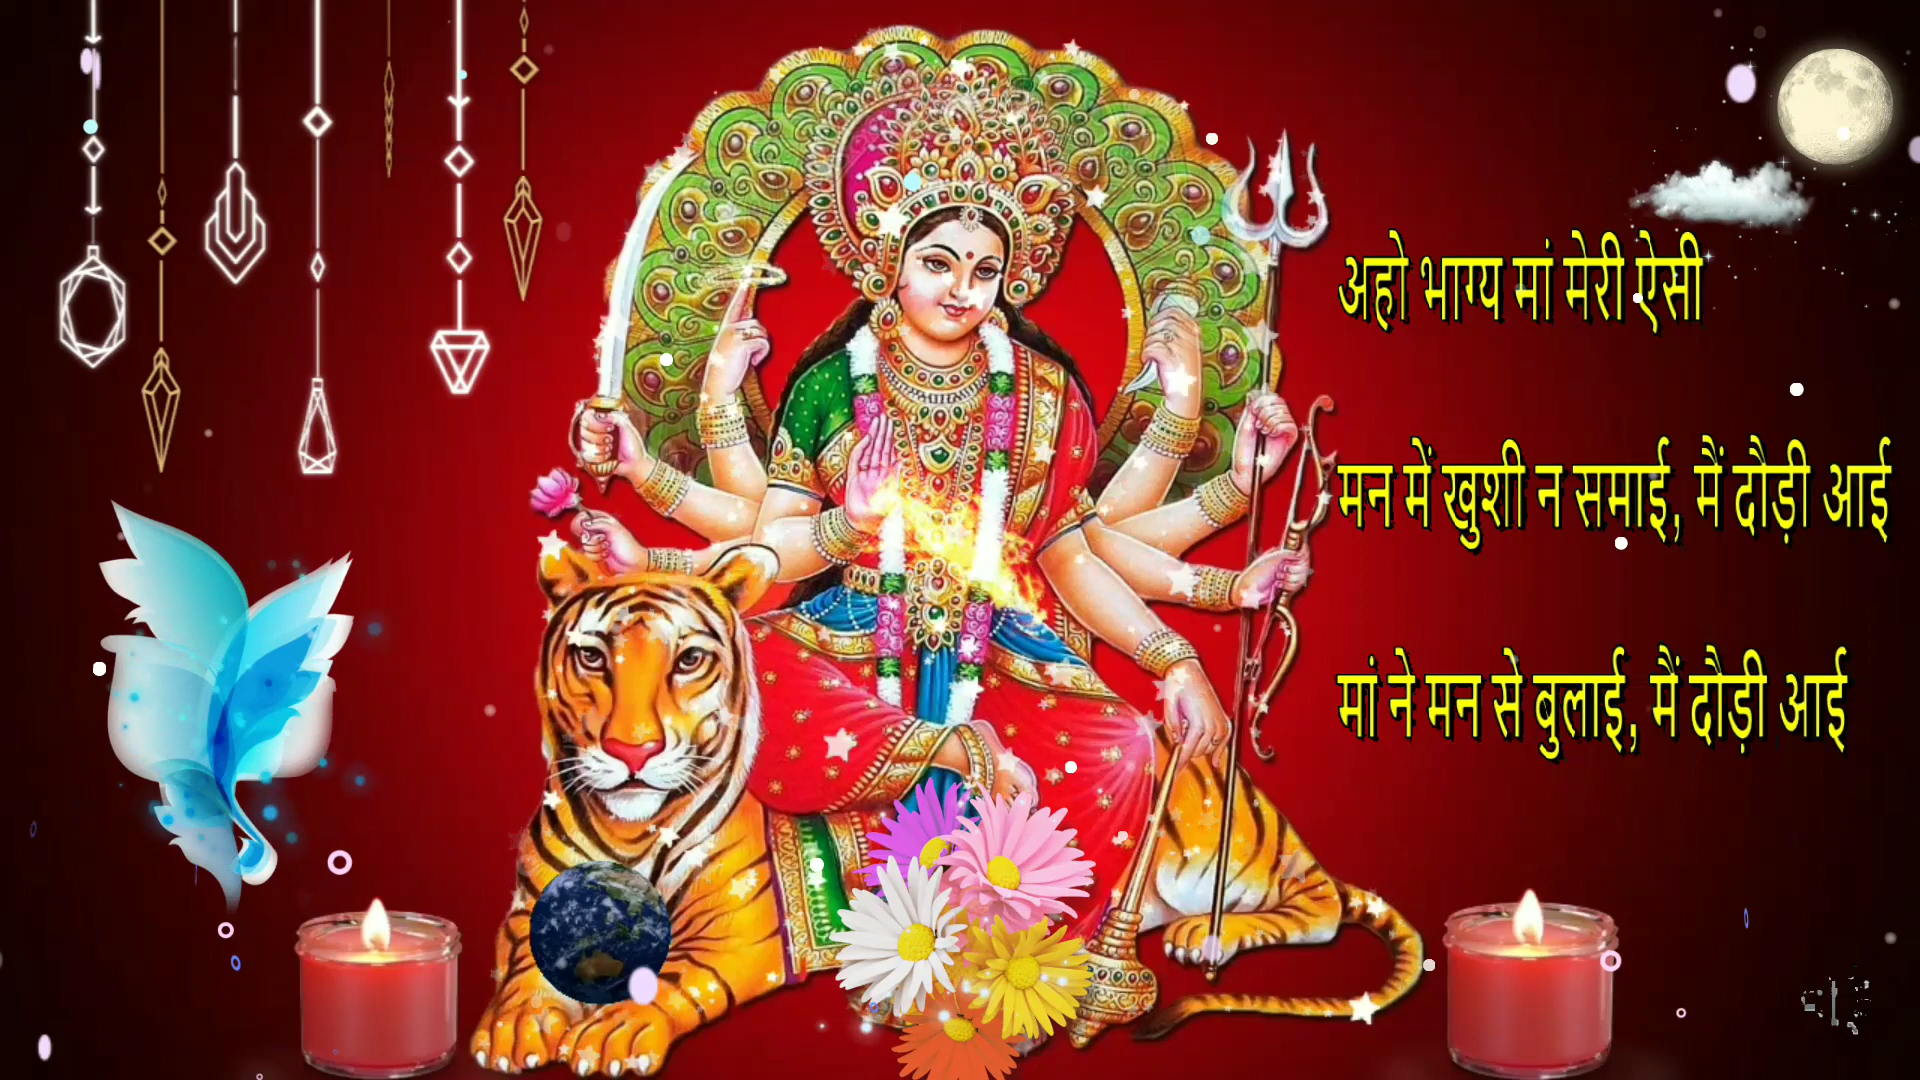 अहो भाग्य मां मेरी ऐसी
मन में खुशी न समाई, मैं दौड़ी आई
मां ने मन से बुलाई, मैं दौड़ी आई